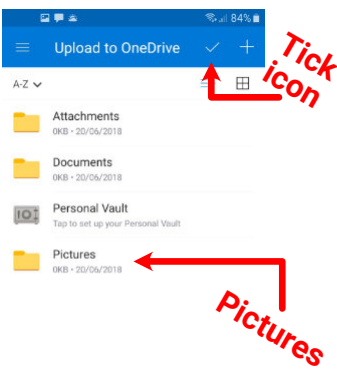 84%
Upload to OneDrive
A-Z
Attachments
0KB - 20/06/2018
Documents
0KB - 20/06/2018
Personal Vault
Tap to set up your Personal Vault
Pictures
0KB - 20/06/2018
Tick
icon
Pictures